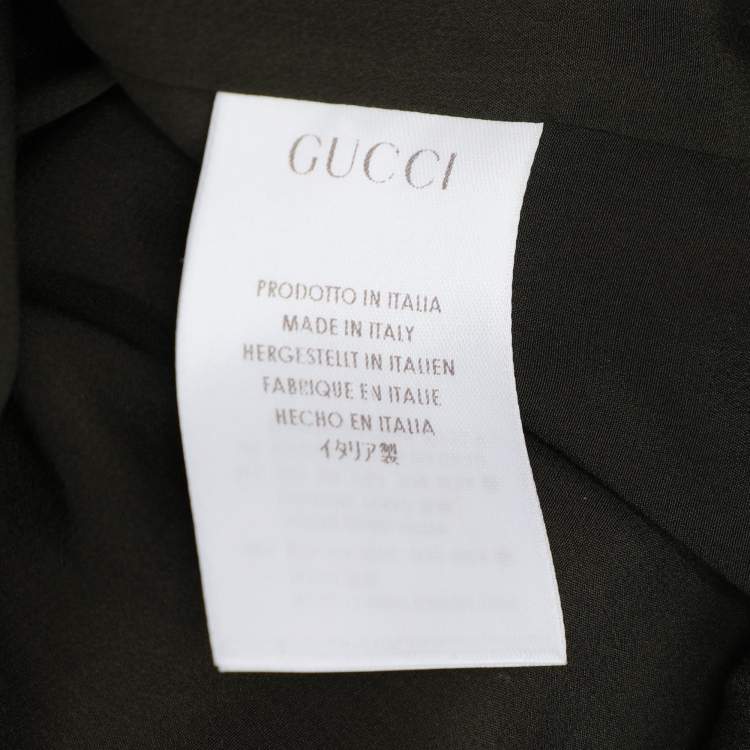 GUCCI
PRODOTTO IN ITALIA
MADE IN ITALY
HERGESTELLT IN ITALIEN
FABRIQUE EN ITALIE
HECHO EN ITALIA
イタリア製